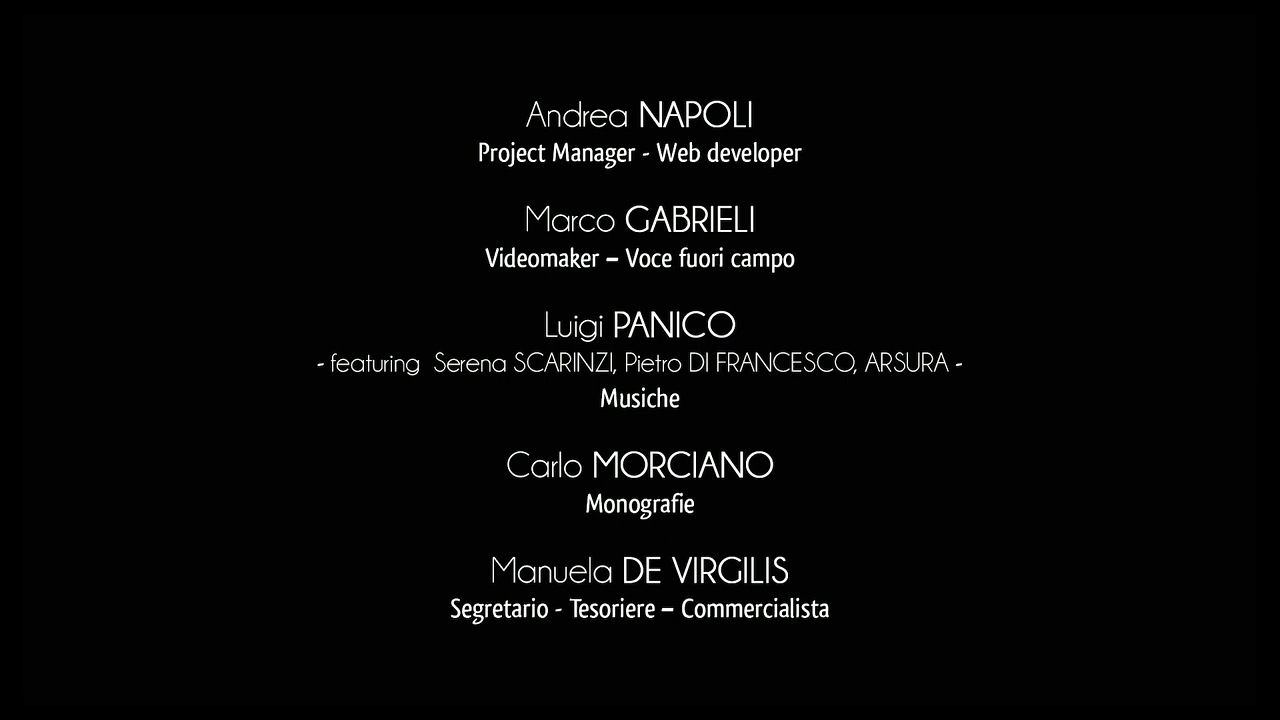 Andrea NAPOLI
Project Manager - Web developer
Marco GABRIELI
Videomaker – Voce fuori campo
Luigi PANICO
- featuring  Serena SCARINZI, Pietro DI FRANCESCO, ARSURA -
Musiche
Carlo MORCIANO
Monografie
Manuela DE VIRGILIS
Segretario - Tesoriere – Commercialista